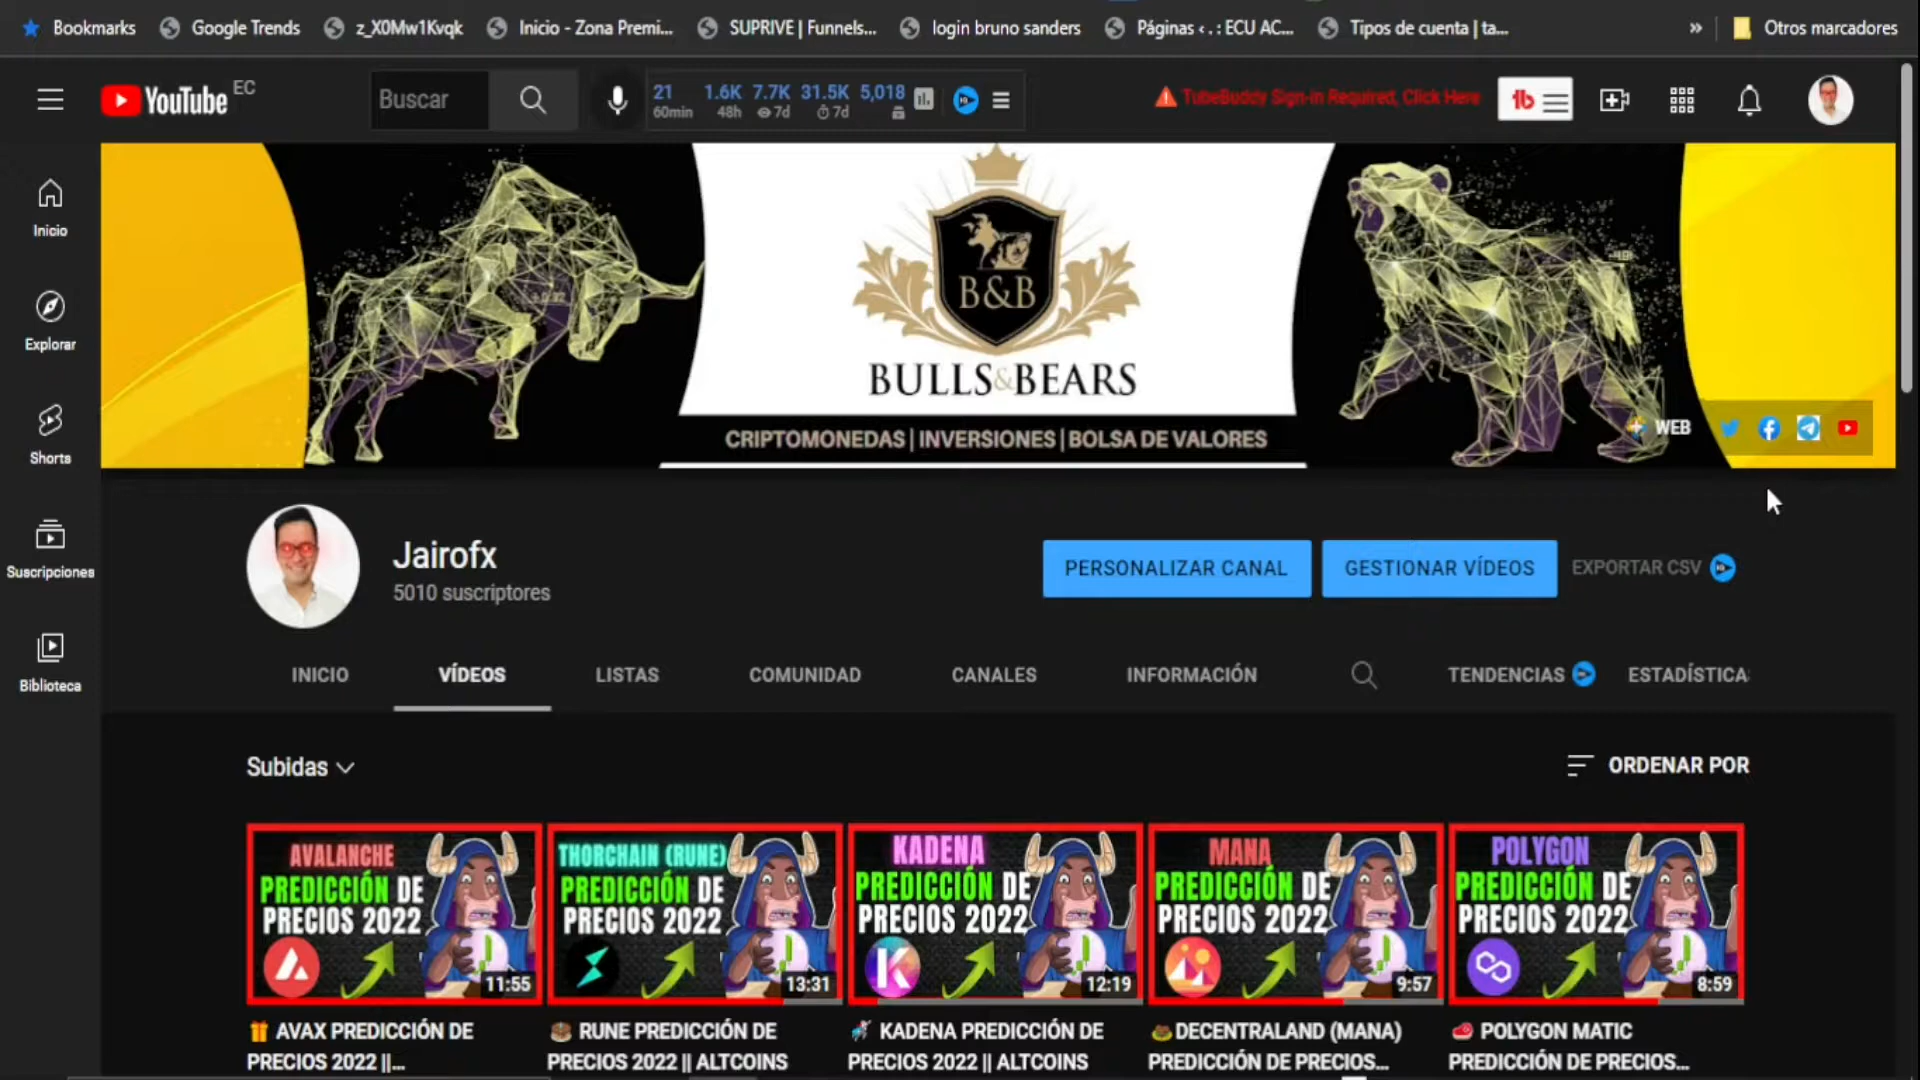 Bookmarks Google Trends z_X0Mw1Kvqk Inicio - Zona Premi... SUPRIVE | Funnels... login bruno sanders Páginas ‹ . : ECU AC... Tipos de cuenta | ta... » Otros marcadores
YouTube EC
Buscar
21 1.6K 7.7K 31.5K 5,018
60min 48h 7d 7d
TubeBuddy Sign-in Required, Click Here
tb
B&B
BULLS&BEARS
CRIPTOMONEDAS | INVERSIONES | BOLSA DE VALORES
WEB
Inicio
Explorar
Shorts
Suscripciones
Biblioteca
Jairofx
5010 suscriptores
PERSONALIZAR CANAL GESTIONAR VÍDEOS EXPORTAR CSV
INICIO VÍDEOS LISTAS COMUNIDAD CANALES INFORMACIÓN TENDENCIAS ESTADÍSTICA
Subidas ORDENAR POR
AVALANCHE
PREDICCIÓN DE
PRECIOS 2022
11:55
THORCHAIN (RUNE)
PREDICCIÓN DE
PRECIOS 2022
13:31
KADENA
PREDICCIÓN DE
PRECIOS 2022
12:19
MANA
PREDICCIÓN DE
PRECIOS 2022
9:57
POLYGON
PREDICCIÓN DE
PRECIOS 2022
8:59
AVAX PREDICCIÓN DE
PRECIOS 2022 ||...
RUNE PREDICCIÓN DE
PRECIOS 2022 || ALTCOINS
KADENA PREDICCIÓN DE
PRECIOS 2022 || ALTCOINS
DECENTRALAND (MANA)
PREDICCIÓN DE PRECIOS...
POLYGON MATIC
PREDICCIÓN DE PRECIOS...